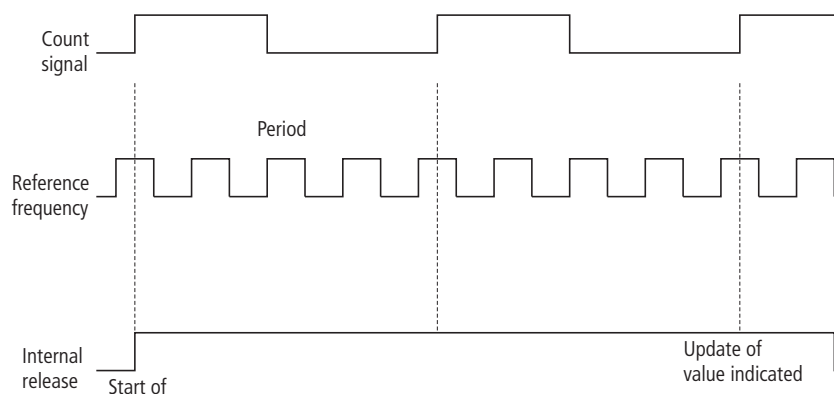 Count
signal
Period
Reference
frequency
Internal
release
Start of
Update of
value indicated